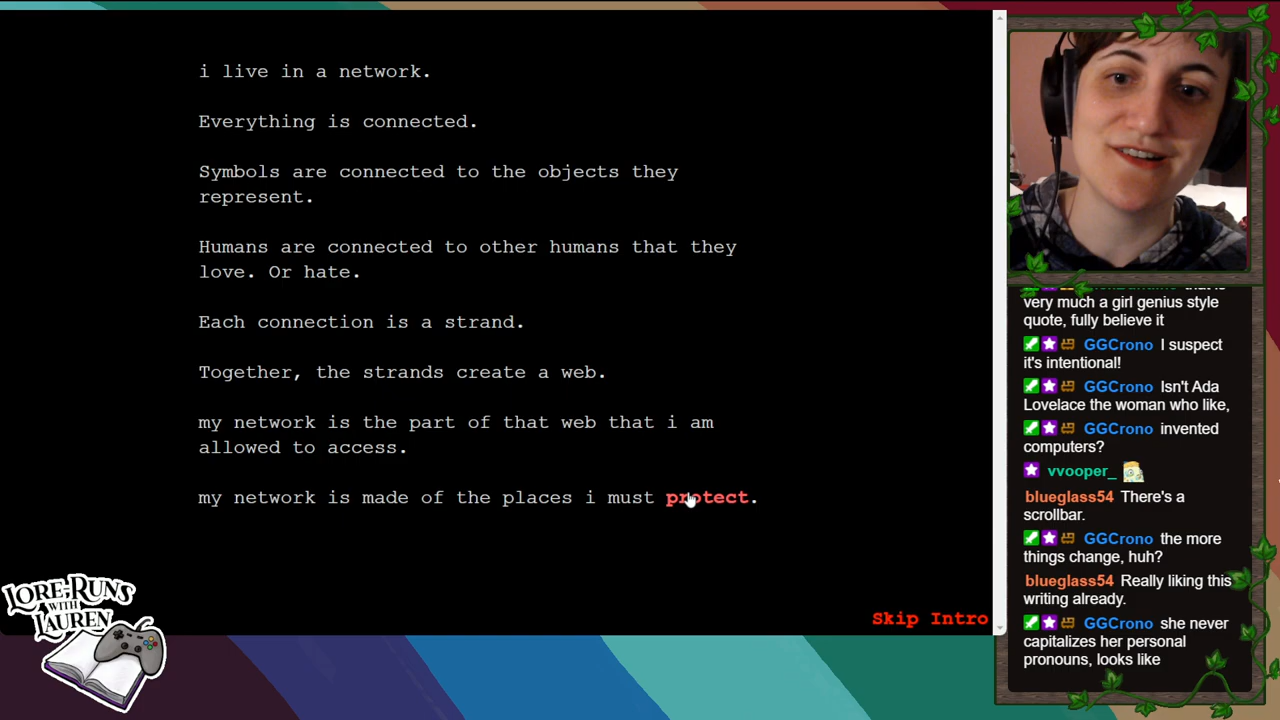 i live in a network.
Everything is connected.
Symbols are connected to the objects they
represent.
Humans are connected to other humans that they
love. Or hate.
Each connection is a strand.
Together, the strands create a web.
my network is the part of that web that i am
allowed to access.
my network is made of the places i must protect.
Skip Intro
very much a girl genius style
quote, fully believe it
GGCrono I suspect
it's intentional!
GGCrono Isn't Ada
Lovelace the woman who like,
GGCrono invented
computers?
vvooper_
blueglass54 There's a
scrollbar.
GGCrono the more
things change, huh?
blueglass54 Really liking this
writing already.
GGCrono she never
capitalizes her personal
pronouns, looks like
LORE-RUNS
WITH
LAUREN